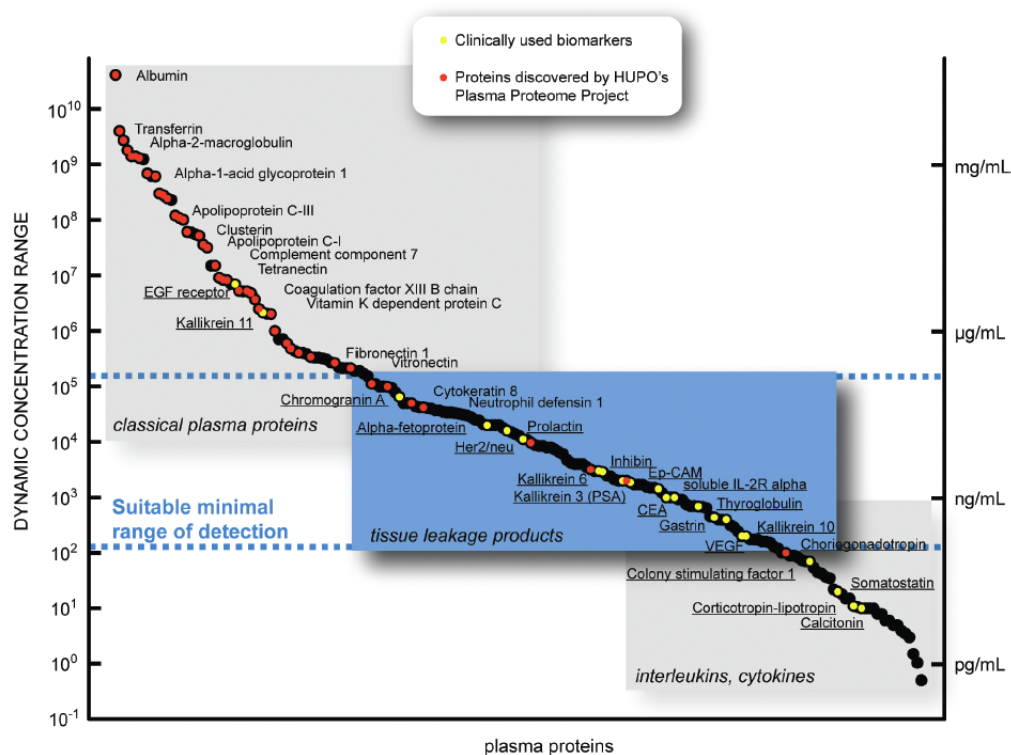 Clinically used biomarkers
Proteins discovered by HUPO's
Plasma Proteome Project
DYNAMIC CONCENTRATION RANGE
10^10
10^9
10^8
10^7
10^6
10^5
10^4
10^3
10^2
10^1
10^0
10^-1
mg/mL
µg/mL
ng/mL
pg/mL
Albumin
Transferrin
Alpha-2-macroglobulin
Alpha-1-acid glycoprotein 1
Apolipoprotein C-III
Clusterin
Apolipoprotein C-I
Complement component 7
Tetranectin
EGF receptor
Coagulation factor XIII B chain
Vitamin K dependent protein C
Kallikrein 11
Fibronectin 1
Vitronectin
Chromogranin A
Cytokeratin 8
Neutrophil defensin 1
classical plasma proteins
Alpha-fetoprotein
Prolactin
Her2/neu
Inhibin
Kallikrein 6
Ep-CAM
Kallikrein 3 (PSA)
soluble IL-2R alpha
CEA
Thyroglobulin
Gastrin
Kallikrein 10
Suitable minimal
range of detection
tissue leakage products
VEGF
Choriogonadotropin
Colony stimulating factor 1
Somatostatin
Corticotropin-lipotropin
Calcitonin
interleukins, cytokines
plasma proteins